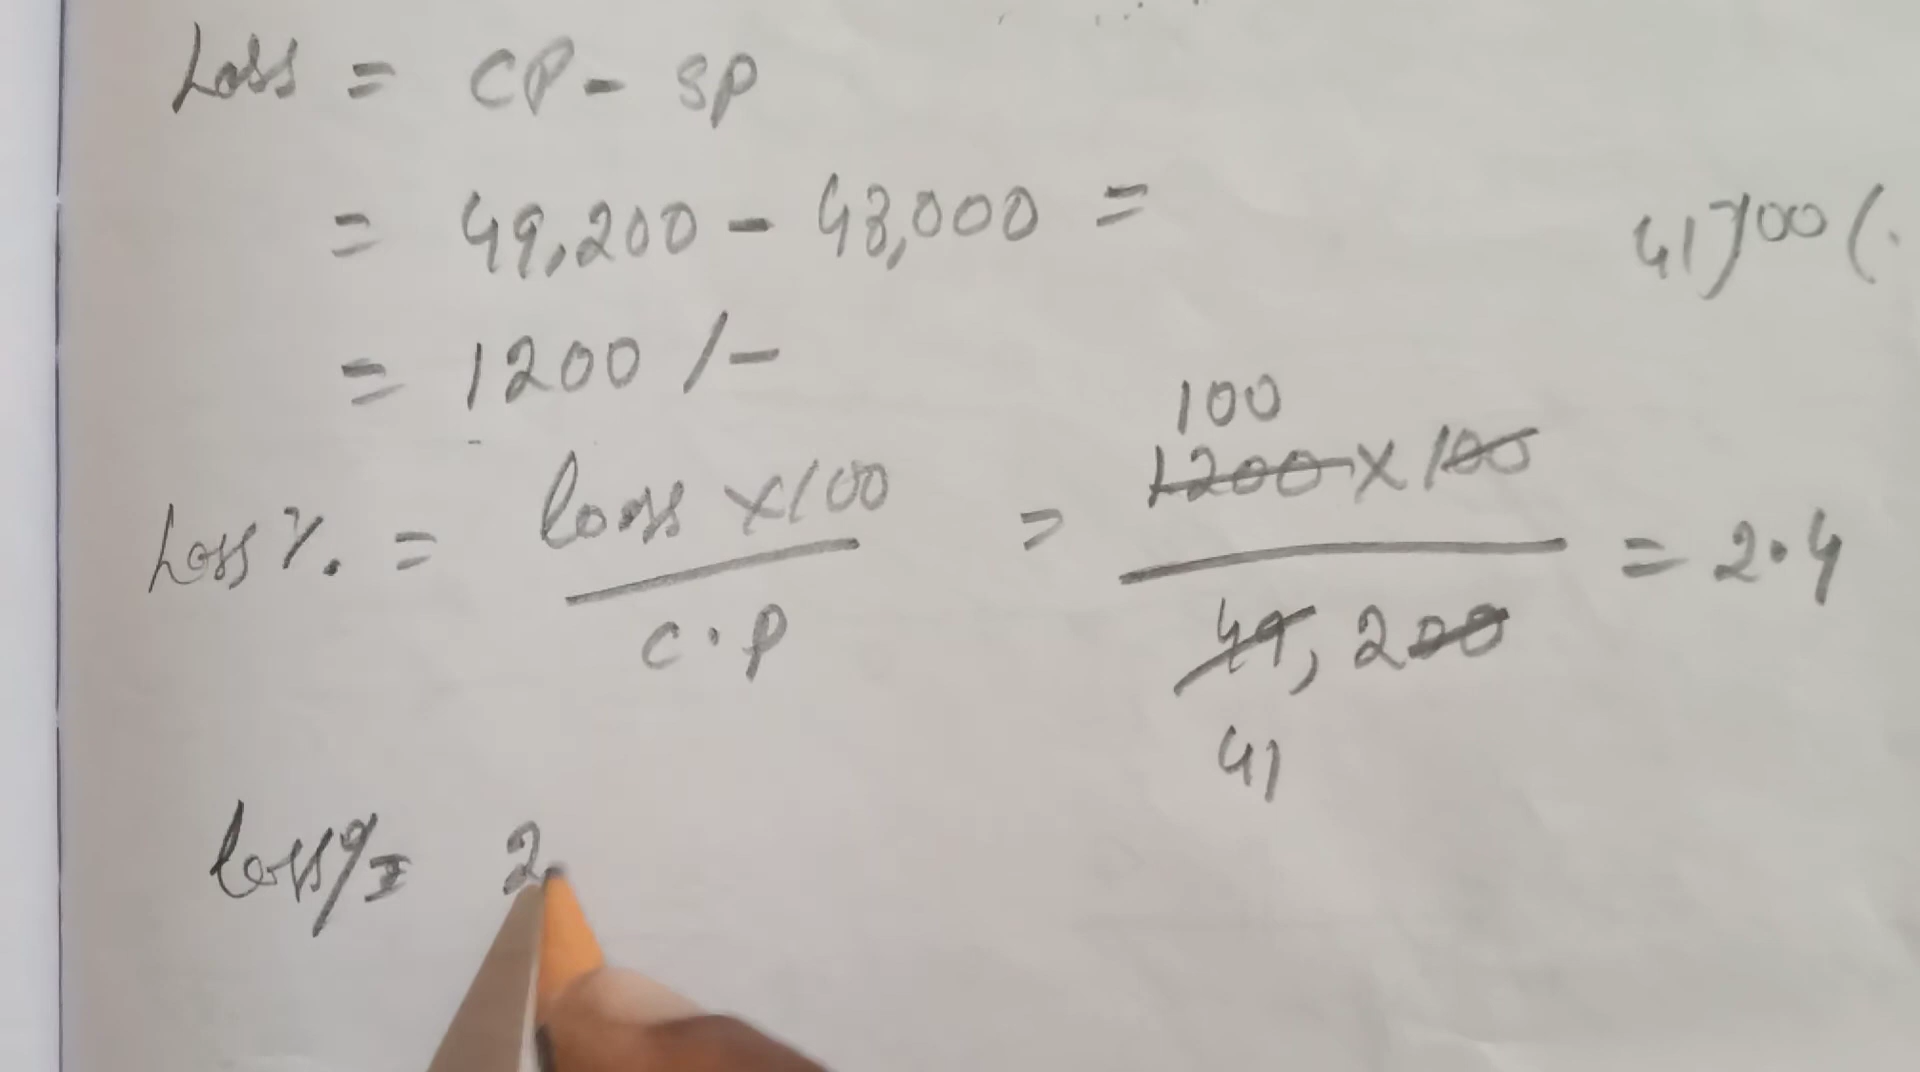 Loss = CP - SP
= 49,200 - 48,000 =
41)100(.
= 1200 /-
100
Loss %. = loss x100 / C.P = 1200 x 100 / 49,200 = 2.4
41
loss% = 2.